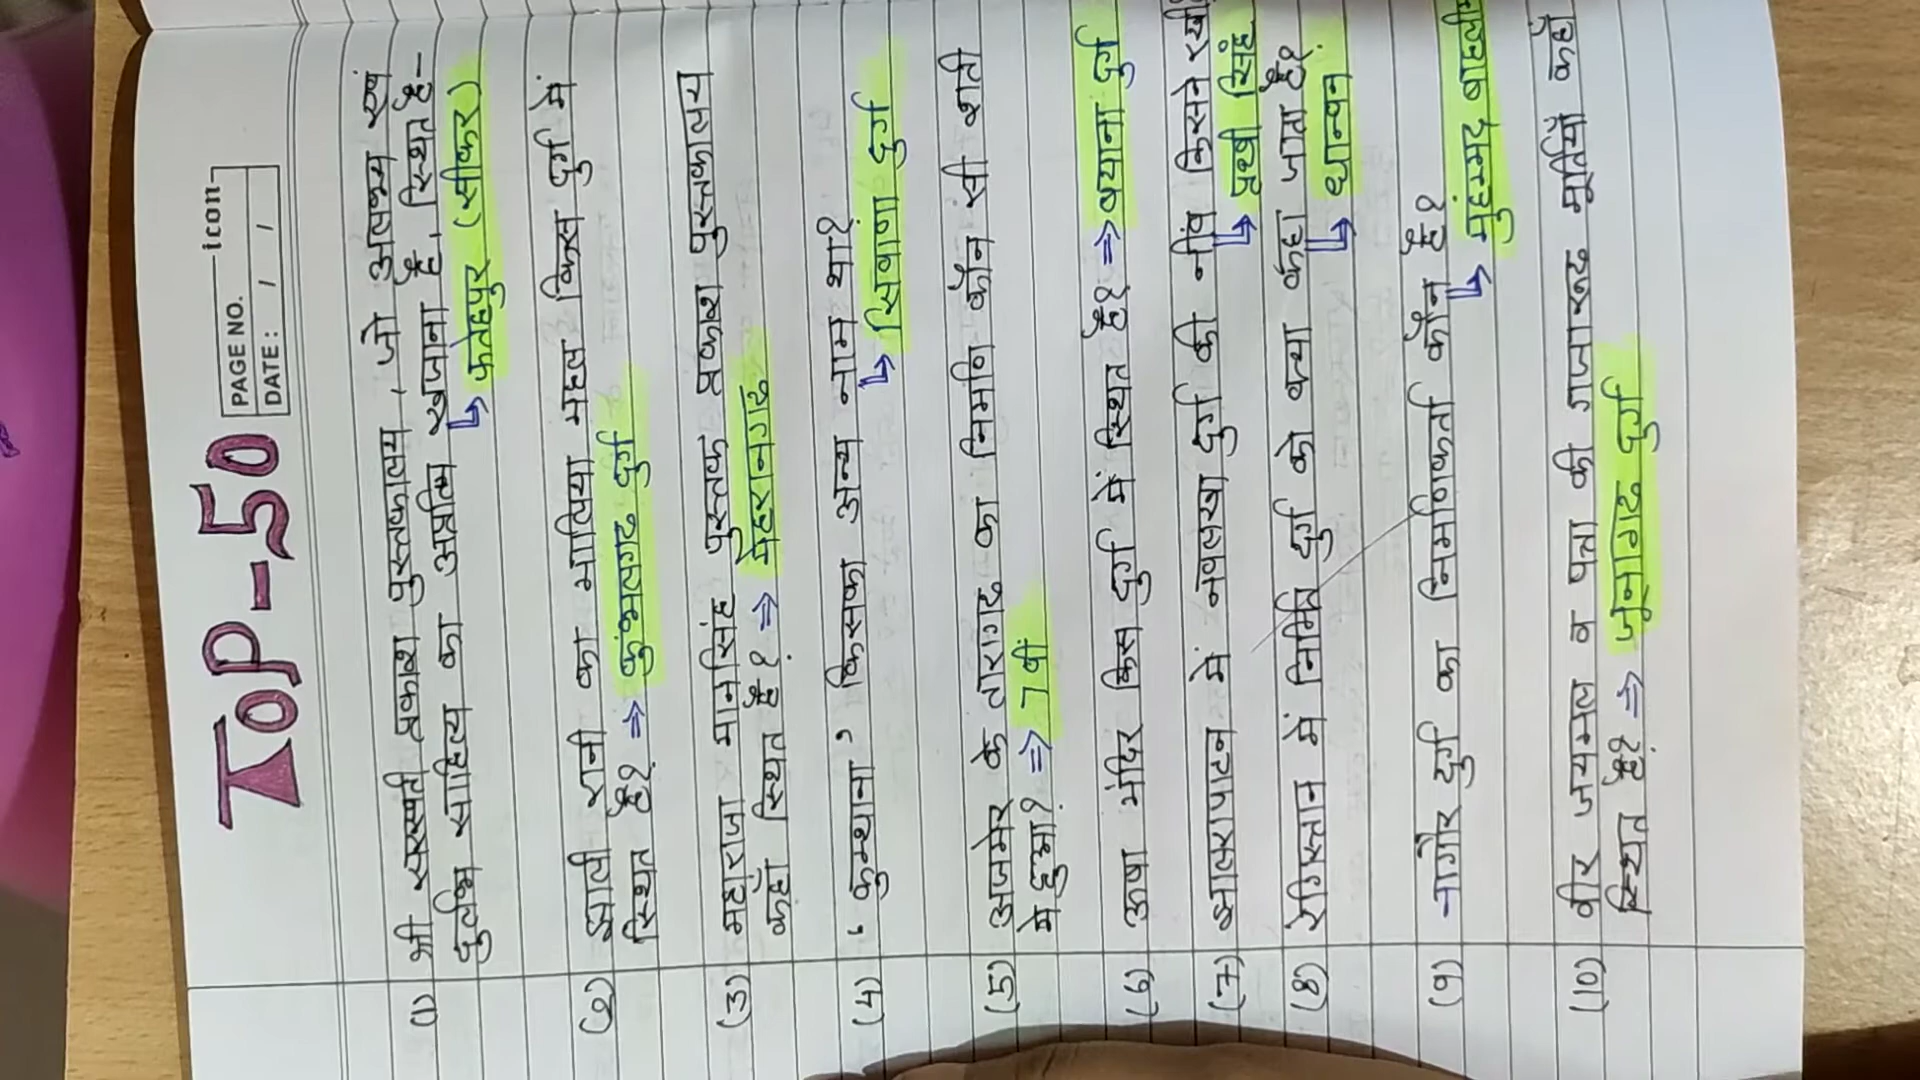 icon
PAGE NO.
DATE: / /
TOP-50
(1) श्री सरस्वती प्रकाश पुस्तकालय, जो अलभ्य एवं
दुर्लभ साहित्य का अप्रतिम खजाना है, स्थित है-
↳ फतेहपुर (सीकर)
(2) झाली रानी का मालिया महल किस दुर्ग में
स्थित है? ⇒ कुंभलगढ दुर्ग
(3) महाराजा मानसिंह पुस्तक प्रकाश पुस्तकालय
कहाँ स्थित है? ⇒ मेहरानगढ
(4) 'कुम्थाना' किसका अन्य नाम था?
↳ सिवाणा दुर्ग
(5) अजमेर के तारागढ का निर्माण कौन सी शती
में हुआ? ⇒ 7वीं
(6) ऊषा मंदिर किस दुर्ग में स्थित है? ⇒ बयाना दुर्ग
(7) झालरापाटन में नवलखा दुर्ग की नींव किसने रखी
↳ पृथ्वी सिंह
(8) रेगिस्तान में निर्मित दुर्ग को क्या कहा जाता है?
↳ धान्वन
(9) नागौर दुर्ग का निर्माणकर्ता कौन है?
↳ मुहम्मद बाहलीम
(10) वीर जयमल व पत्ता की गजारूढ मूर्तियाँ कहाँ
स्थित है? ⇒ जूनागढ दुर्ग